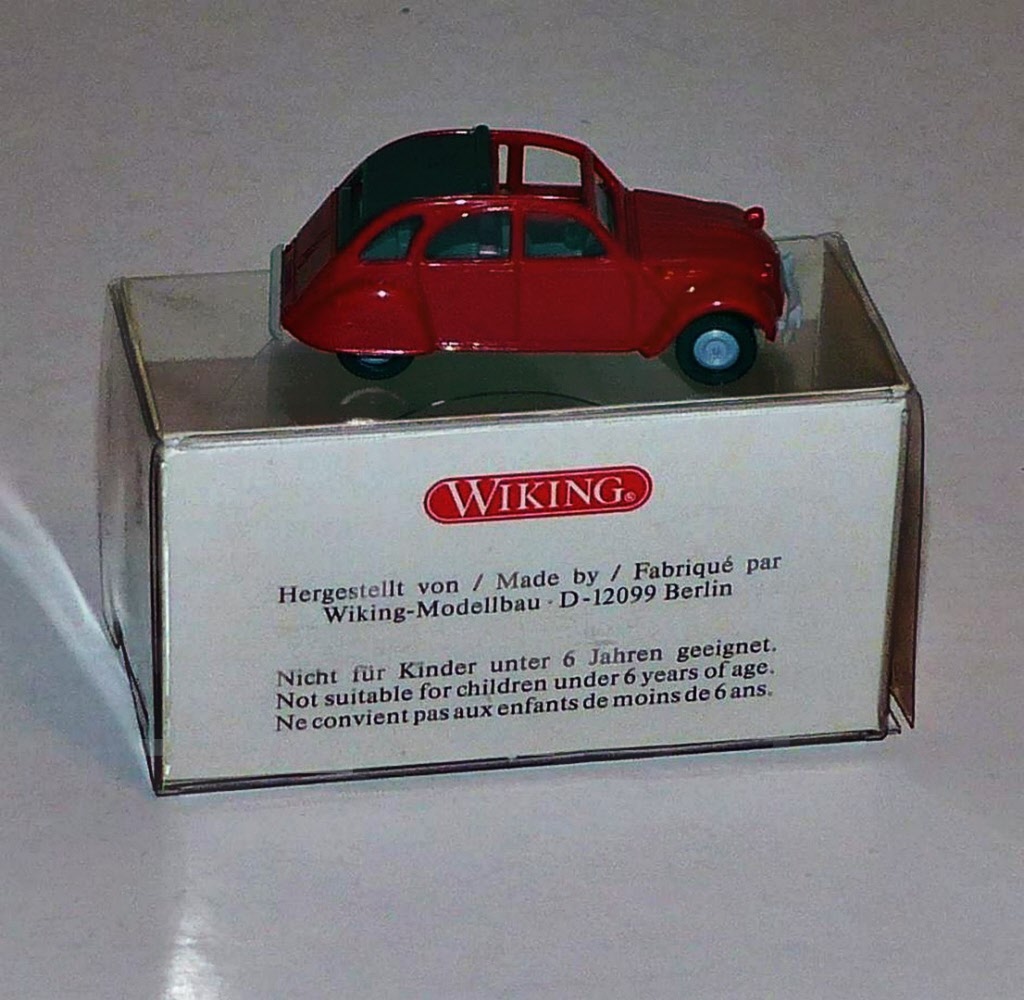 WIKING®
Hergestellt von / Made by / Fabriqué par
Wiking-Modellbau · D-12099 Berlin
Nicht für Kinder unter 6 Jahren geeignet.
Not suitable for children under 6 years of age.
Ne convient pas aux enfants de moins de 6 ans.